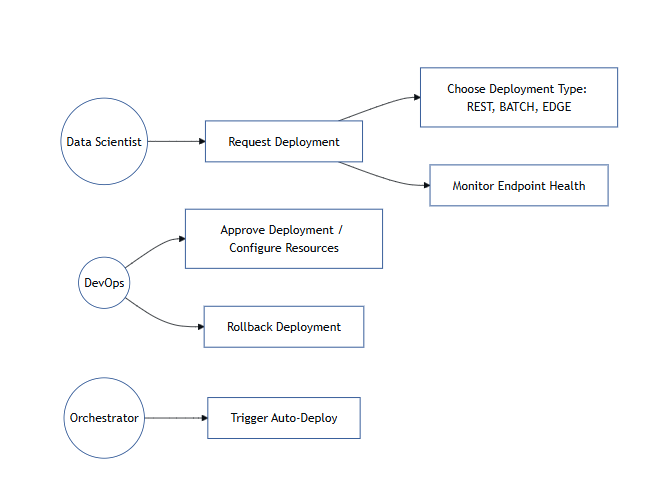 Choose Deployment Type:
REST, BATCH, EDGE
Data Scientist
Request Deployment
Monitor Endpoint Health
Approve Deployment /
Configure Resources
DevOps
Rollback Deployment
Orchestrator
Trigger Auto-Deploy